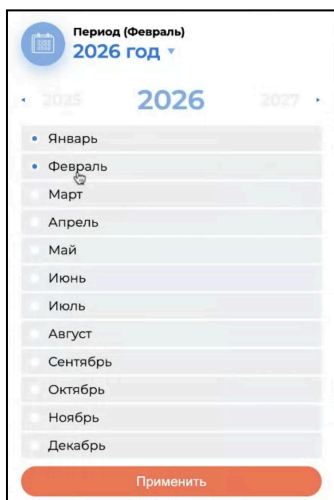 Период (Февраль)
2026 год
2025 2026 2027
Январь
Февраль
Март
Апрель
Май
Июнь
Июль
Август
Сентябрь
Октябрь
Ноябрь
Декабрь
Применить